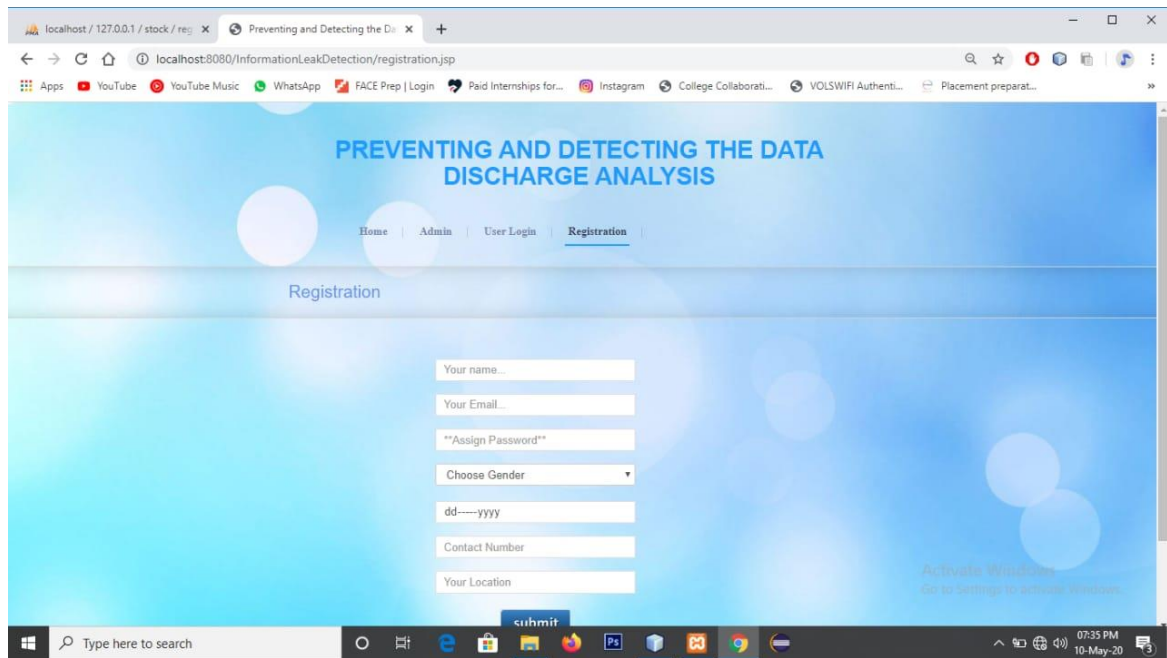 localhost / 127.0.0.1 / stock / reg
Preventing and Detecting the Da
localhost:8080/InformationLeakDetection/registration.jsp
Apps YouTube YouTube Music WhatsApp FACE Prep | Login Paid Internships for... Instagram College Collaborati... VOLSWIFI Authenti... Placement preparat... »
PREVENTING AND DETECTING THE DATA
DISCHARGE ANALYSIS
Home | Admin | User Login | Registration |
Registration
Your name...
Your Email...
**Assign Password**
Choose Gender
dd-----yyyy
Contact Number
Your Location
submit
Activate Windows
Go to Settings to activate Windows.
Type here to search
Ps
07:35 PM
10-May-20
3